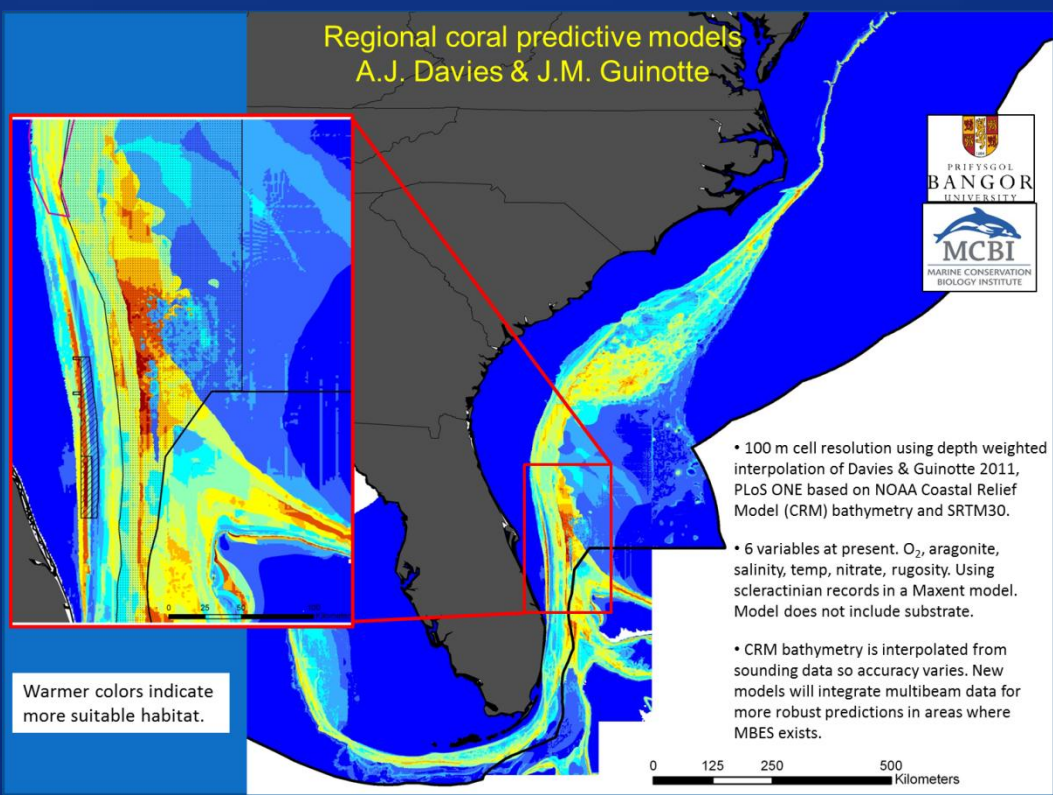 Regional coral predictive models
A.J. Davies & J.M. Guinotte
PRIFYSGOL
BANGOR
UNIVERSITY
MCBI
MARINE CONSERVATION
BIOLOGY INSTITUTE
• 100 m cell resolution using depth weighted
interpolation of Davies & Guinotte 2011,
PLoS ONE based on NOAA Coastal Relief
Model (CRM) bathymetry and SRTM30.
• 6 variables at present. O₂, aragonite,
salinity, temp, nitrate, rugosity. Using
scleractinian records in a Maxent model.
Model does not include substrate.
• CRM bathymetry is interpolated from
sounding data so accuracy varies. New
models will integrate multibeam data for
more robust predictions in areas where
MBES exists.
0 25 50 100
Warmer colors indicate
more suitable habitat.
0 125 250 500
Kilometers